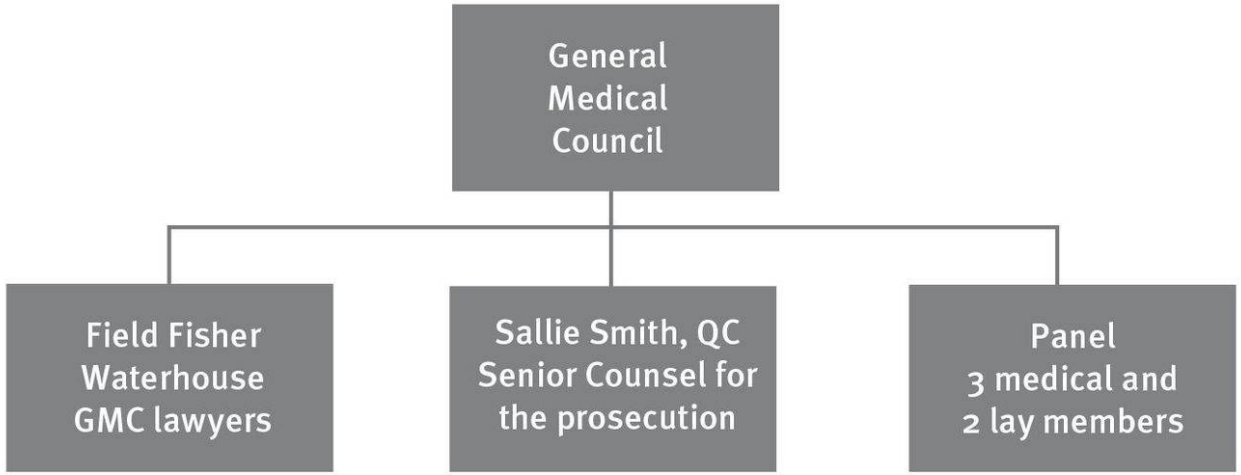 General
Medical
Council
Field Fisher
Waterhouse
GMC lawyers
Sallie Smith, QC
Senior Counsel for
the prosecution
Panel
3 medical and
2 lay members